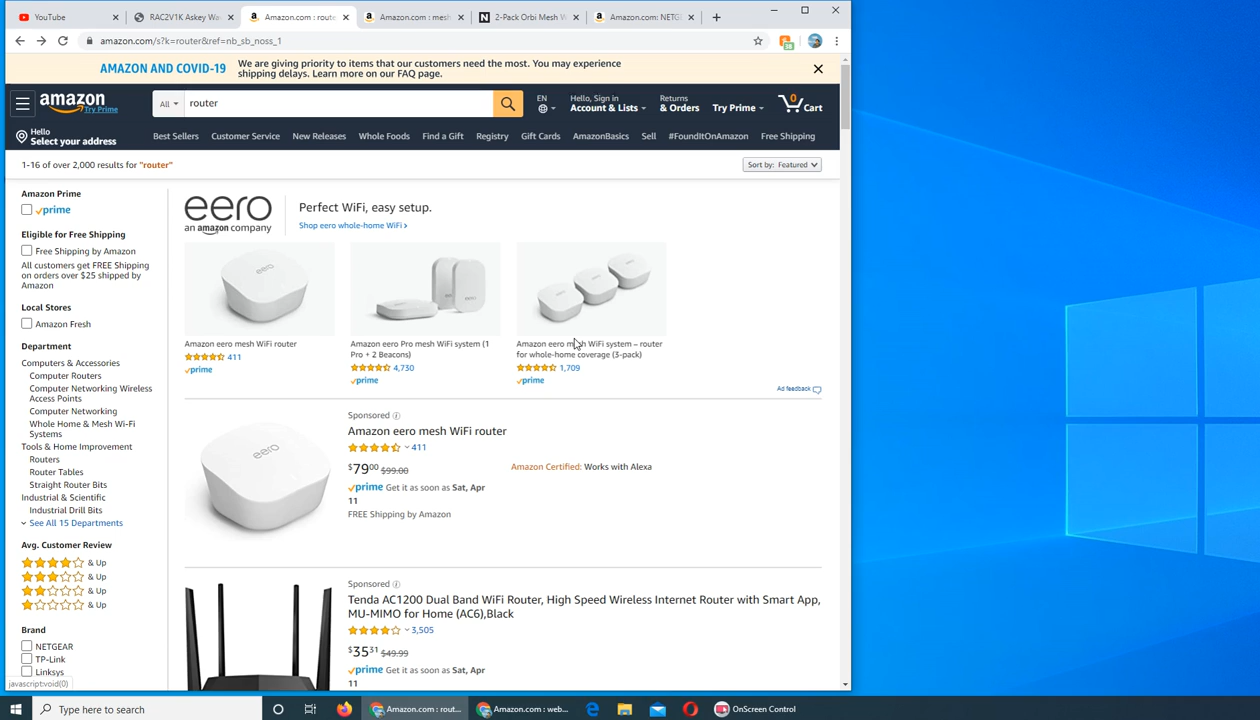 YouTube
RAC2V1K Askey Wav
Amazon.com : route
Amazon.com : mesh
2-Pack Orbi Mesh W
Amazon.com: NETGE
amazon.com/s?k=router&ref=nb_sb_noss_1
38
AMAZON AND COVID-19
We are giving priority to items that our customers need the most. You may experience
shipping delays. Learn more on our FAQ page.
amazon
Try Prime
All
router
EN
Hello, Sign in
Account & Lists
Returns
& Orders
Try Prime
0
Cart
Hello
Select your address
Best Sellers
Customer Service
New Releases
Whole Foods
Find a Gift
Registry
Gift Cards
AmazonBasics
Sell
#FoundItOnAmazon
Free Shipping
1-16 of over 2,000 results for "router"
Sort by: Featured
Amazon Prime
prime
Eligible for Free Shipping
Free Shipping by Amazon
All customers get FREE Shipping
on orders over $25 shipped by
Amazon
Local Stores
Amazon Fresh
Department
Computers & Accessories
Computer Routers
Computer Networking Wireless
Access Points
Computer Networking
Whole Home & Mesh Wi-Fi
Systems
Tools & Home Improvement
Routers
Router Tables
Straight Router Bits
Industrial & Scientific
Industrial Drill Bits
See All 15 Departments
Avg. Customer Review
& Up
& Up
& Up
& Up
Brand
NETGEAR
TP-Link
Linksys
javascript:void(0)
eero
an amazon company
Perfect WiFi, easy setup.
Shop eero whole-home WiFi ›
eero
eero
eero
Amazon eero mesh WiFi router
411
prime
Amazon eero Pro mesh WiFi system (1
Pro + 2 Beacons)
4,730
prime
Amazon eero mesh WiFi system – router
for whole-home coverage (3-pack)
1,709
prime
Ad feedback
Sponsored
eero
Amazon eero mesh WiFi router
411
$79⁰⁰ $99.00
Amazon Certified: Works with Alexa
prime Get it as soon as Sat, Apr
11
FREE Shipping by Amazon
Sponsored
Tenda AC1200 Dual Band WiFi Router, High Speed Wireless Internet Router with Smart App,
MU-MIMO for Home (AC6),Black
3,505
$35³¹ $49.99
prime Get it as soon as Sat, Apr
11
Type here to search
Amazon.com : rout...
Amazon.com : web...
OnScreen Control